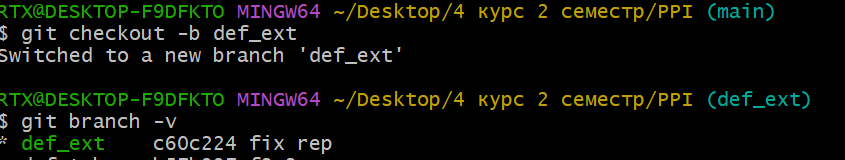 RTX@DESKTOP-F9DFKTO MINGW64 ~/Desktop/4 курс 2 семестр/PPI (main)
$ git checkout -b def_ext
Switched to a new branch 'def_ext'
RTX@DESKTOP-F9DFKTO MINGW64 ~/Desktop/4 курс 2 семестр/PPI (def_ext)
$ git branch -v
* def_ext    c60c224 fix rep